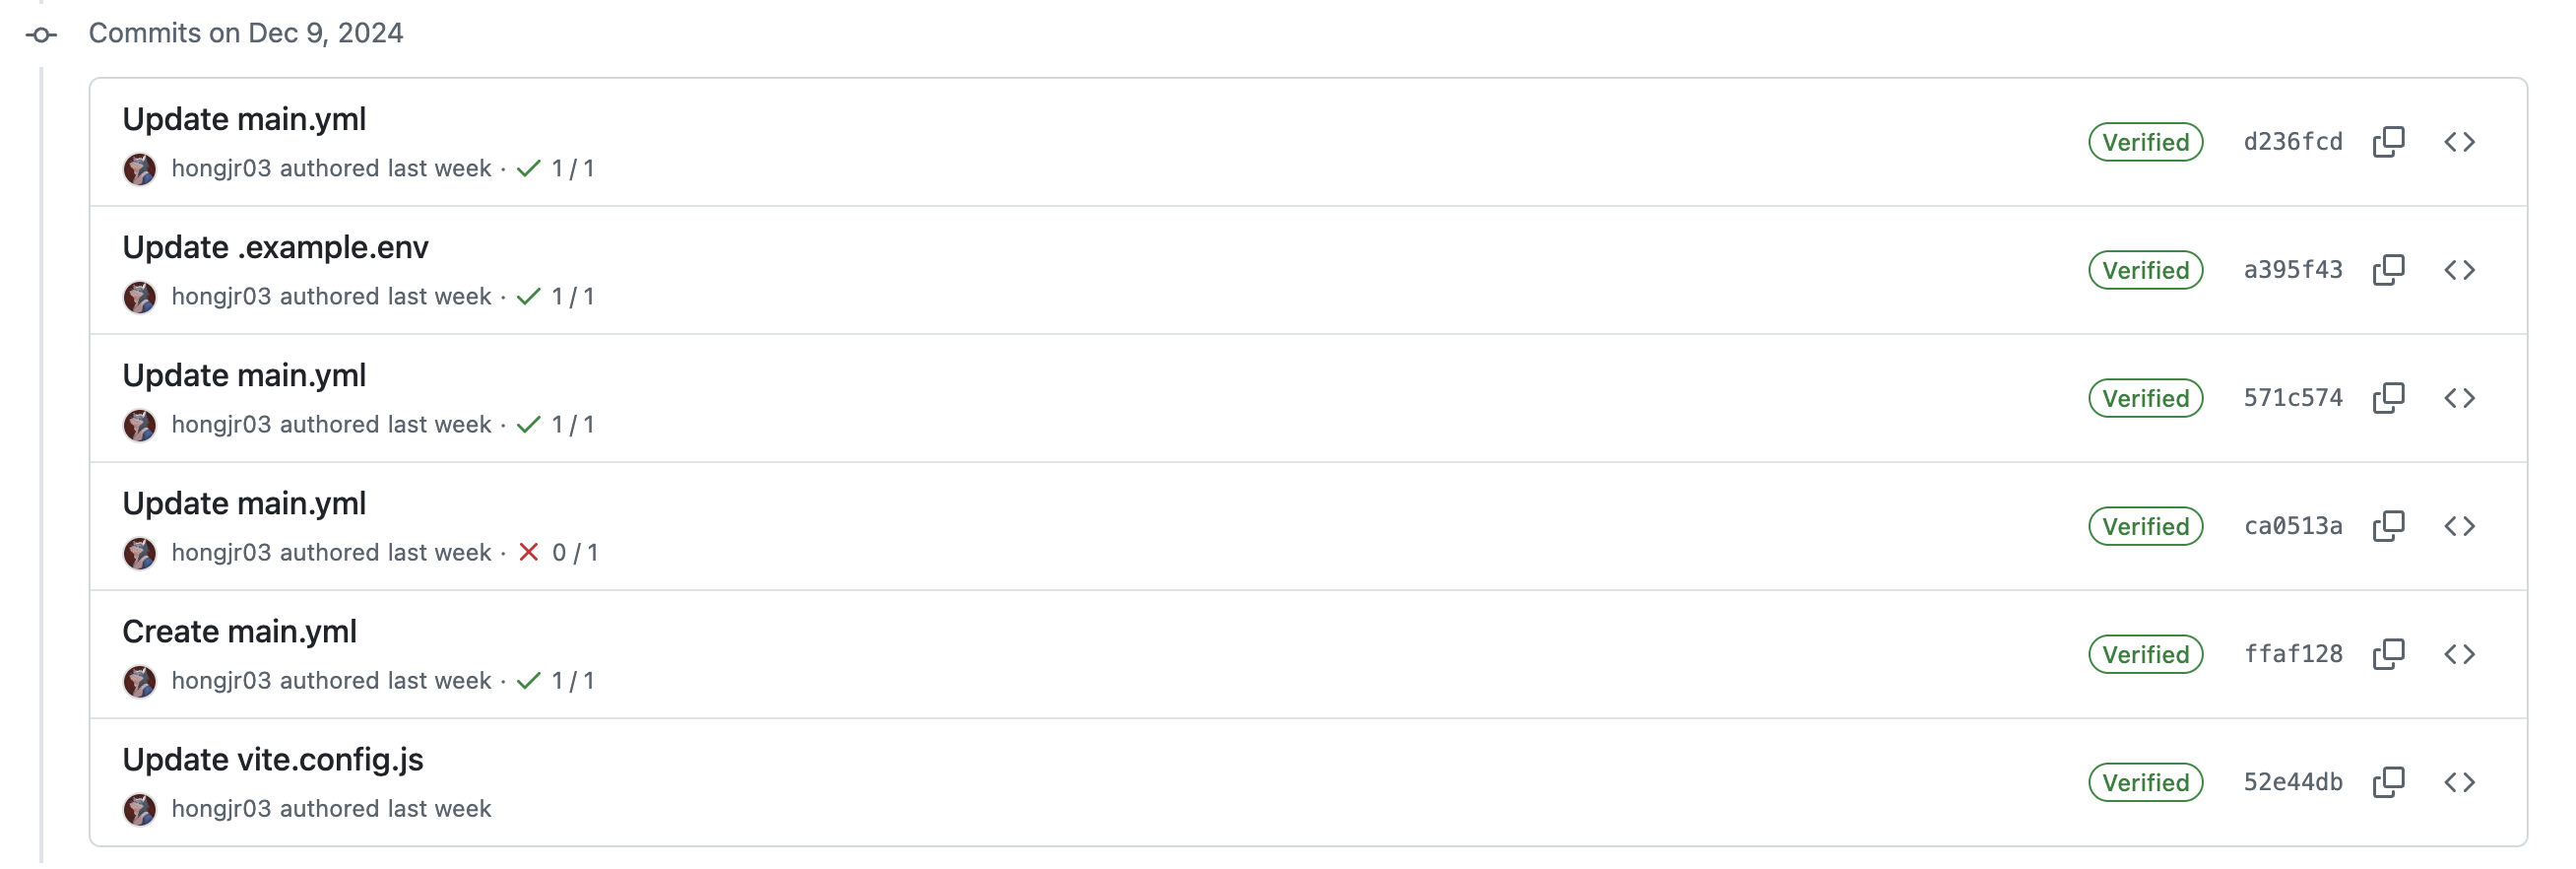 Commits on Dec 9, 2024
Update main.yml
hongjr03 authored last week · 1 / 1
Verified d236fcd
Update .example.env
hongjr03 authored last week · 1 / 1
Verified a395f43
Update main.yml
hongjr03 authored last week · 1 / 1
Verified 571c574
Update main.yml
hongjr03 authored last week · 0 / 1
Verified ca0513a
Create main.yml
hongjr03 authored last week · 1 / 1
Verified ffaf128
Update vite.config.js
hongjr03 authored last week
Verified 52e44db